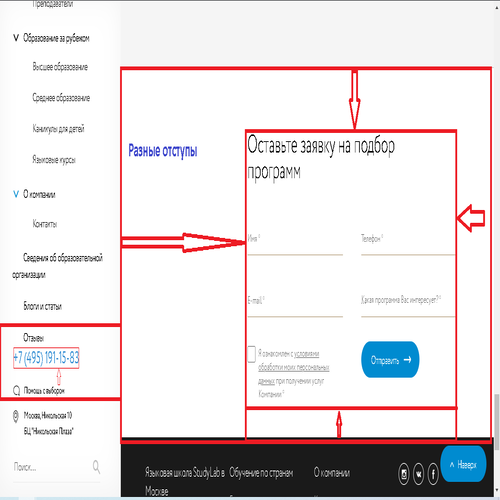 Преподаватели
Образование за рубежом
Высшее образование
Среднее образование
Каникулы для детей
Языковые курсы
О компании
Контакты
Сведения об образовательной
организации
Блоги и статьи
Отзывы
+7 (495) 191-15-83
Помощь с выбором
Москва, Никольская 10
БЦ "Никольская Плаза"
Поиск...
Разные отступы
Оставьте заявку на подбор
программ
Имя*
Телефон*
E-mail*
Какая программа Вас интересует?*
Я ознакомлен с условиями
обработки моих персональных
данных при получении услуг
Компании*
Отправить
Языковая школа StudyLab в
Москве
Обучение по странам
О компании
Наверх